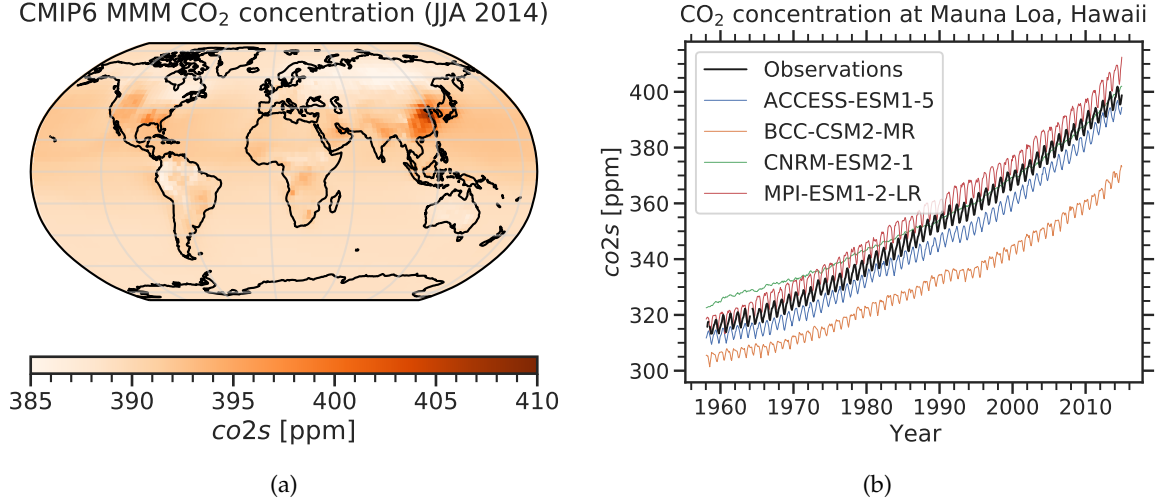 CMIP6 MMM CO₂ concentration (JJA 2014)
385 390 395 400 405 410
co2s [ppm]
(a)
CO₂ concentration at Mauna Loa, Hawaii
Observations
ACCESS-ESM1-5
BCC-CSM2-MR
CNRM-ESM2-1
MPI-ESM1-2-LR
400
380
360
340
320
300
co2s [ppm]
1960 1970 1980 1990 2000 2010
Year
(b)